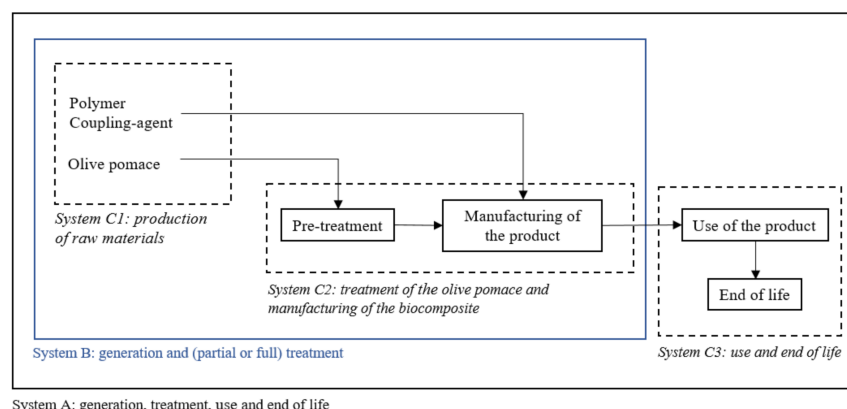 Polymer
Coupling-agent
Olive pomace
System C1: production
of raw materials
Pre-treatment
Manufacturing of
the product
System C2: treatment of the olive pomace and
manufacturing of the biocomposite
Use of the product
End of life
System C3: use and end of life
System B: generation and (partial or full) treatment
System A: generation, treatment, use and end of life